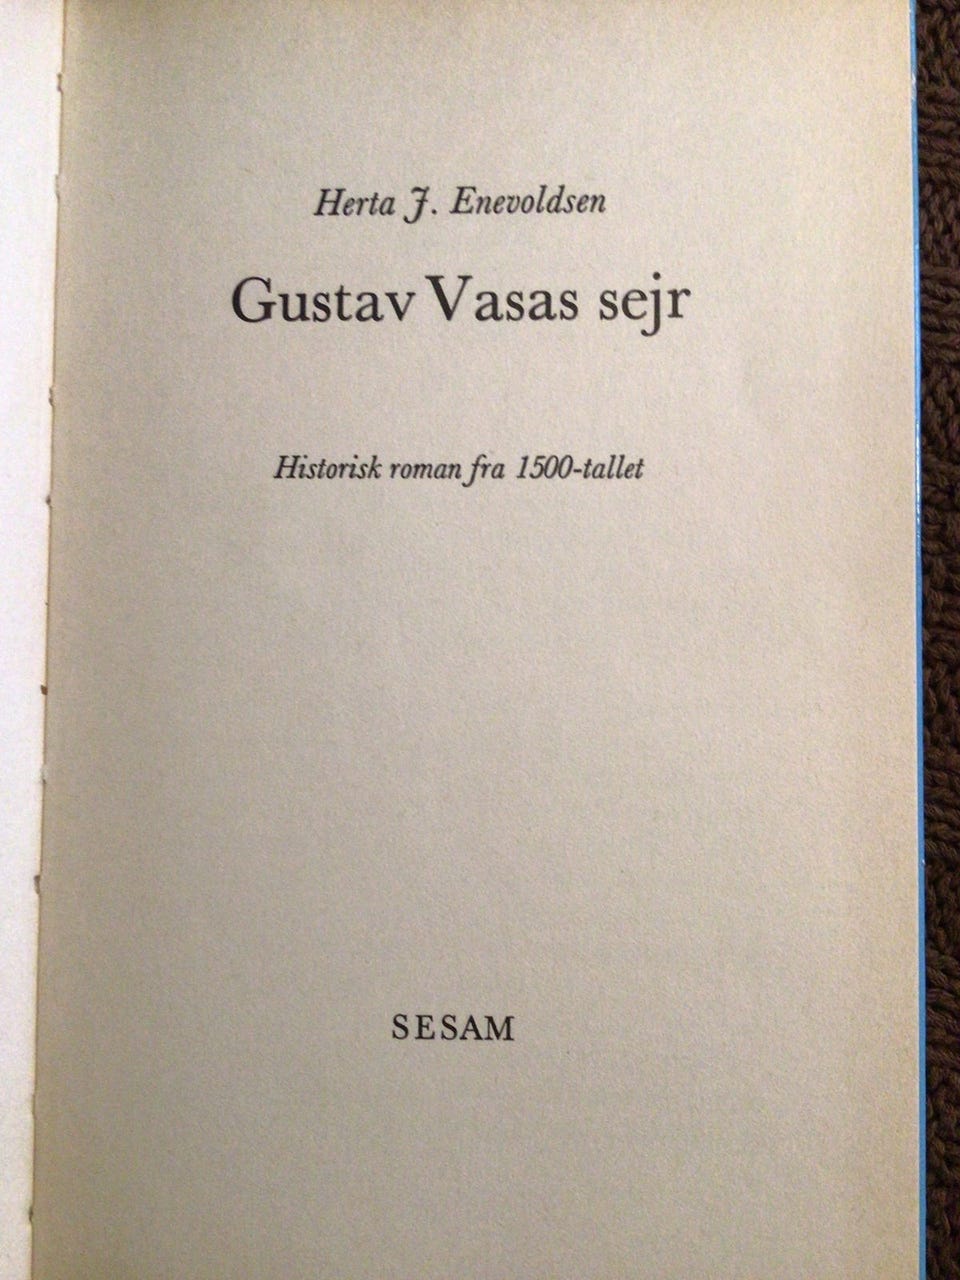 Herta J. Enevoldsen
Gustav Vasas sejr
Historisk roman fra 1500-tallet
SESAM